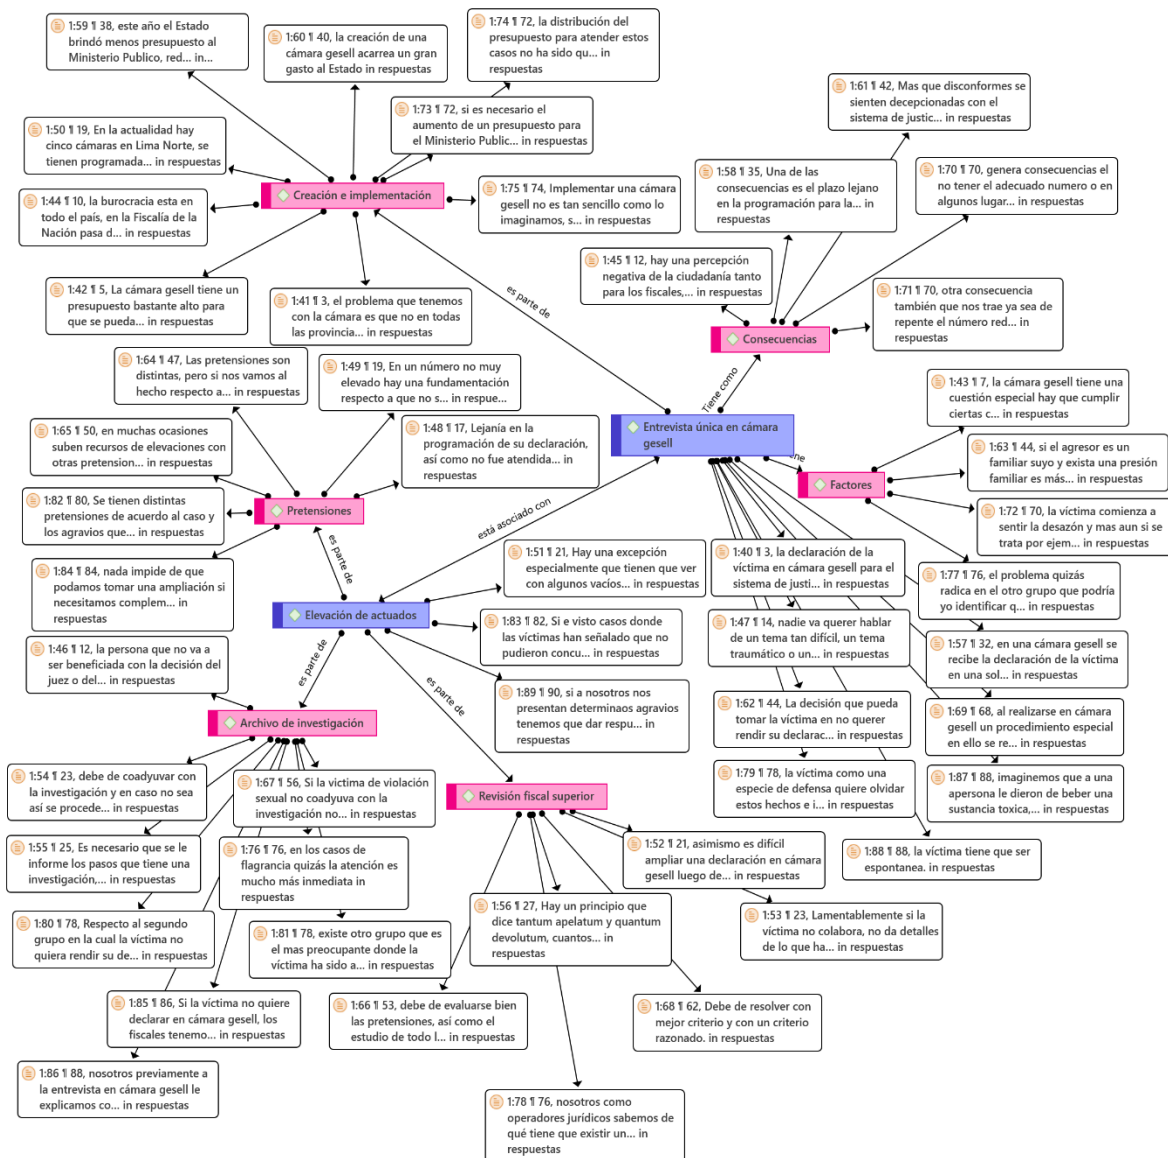 1:59 ¶ 38, este año el Estado
brindó menos presupuesto al
Ministerio Publico, red... in...
1:60 ¶ 40, la creación de una
cámara gesell acarrea un gran
gasto al Estado in respuestas
1:74 ¶ 72, la distribución del
presupuesto para atender estos
casos no ha sido qu... in
respuestas
1:73 ¶ 72, si es necesario el
aumento de un presupuesto para
el Ministerio Public... in
respuestas
1:61 ¶ 42, Mas que disconformes se
sienten decepcionadas con el
sistema de justic... in respuestas
1:50 ¶ 19, En la actualidad hay
cinco cámaras en Lima Norte, se
tienen programada... in respuestas
1:58 ¶ 35, Una de las
consecuencias es el plazo lejano
en la programación para la... in
respuestas
1:70 ¶ 70, genera consecuencias el
no tener el adecuado numero o en
algunos lugar... in respuestas
Creación e implementación
1:75 ¶ 74, Implementar una cámara
gesell no es tan sencillo como lo
imaginamos, s... in respuestas
1:44 ¶ 10, la burocracia esta en
todo el país, en la Fiscalía de la
Nación pasa d... in respuestas
1:45 ¶ 12, hay una percepción
negativa de la ciudadanía tanto
para los fiscales,... in respuestas
1:42 ¶ 5, La cámara gesell tiene un
presupuesto bastante alto para
que se pueda... in respuestas
1:41 ¶ 3, el problema que tenemos
con la cámara es que no en todas
las provincia... in respuestas
es parte de
1:71 ¶ 70, otra consecuencia
también que nos trae ya sea de
repente el número red... in
respuestas
Consecuencias
1:64 ¶ 47, Las pretensiones son
distintas, pero si nos vamos al
hecho respecto a... in respuestas
1:49 ¶ 19, En un número no muy
elevado hay una fundamentación
respecto a que no s... in respue...
Tiene como
1:43 ¶ 7, la cámara gesell tiene una
cuestión especial hay que cumplir
ciertas c... in respuestas
1:65 ¶ 50, en muchas ocasiones
suben recursos de elevaciones con
otras pretension... in respuestas
1:48 ¶ 17, Lejanía en la
programación de su declaración,
así como no fue atendida... in
respuestas
Entrevista única en cámara
gesell
1:63 ¶ 44, si el agresor es un
familiar suyo y exista una presión
familiar es más... in respuestas
Factores
1:82 ¶ 80, Se tienen distintas
pretensiones de acuerdo al caso y
los agravios que... in respuestas
Pretensiones
está asociado con
1:72 ¶ 70, la víctima comienza a
sentir la desazón y mas aun si se
trata por ejem... in respuestas
1:84 ¶ 84, nada impide de que
podamos tomar una ampliación si
necesitamos complem... in
respuestas
es parte de
1:51 ¶ 21, Hay una excepción
especialmente que tienen que ver
con algunos vacíos... in respuestas
1:40 ¶ 3, la declaración de la
víctima en cámara gesell para el
sistema de justi... in respuestas
1:77 ¶ 76, el problema quizás
radica en el otro grupo que podría
yo identificar q... in respuestas
Elevación de actuados
1:83 ¶ 82, Si e visto casos donde
las víctimas han señalado que no
pudieron concu... in respuestas
1:47 ¶ 14, nadie va querer hablar
de un tema tan difícil, un tema
traumático o un... in respuestas
1:46 ¶ 12, la persona que no va a
ser beneficiada con la decisión del
juez o del... in respuestas
es parte de
es parte de
1:57 ¶ 32, en una cámara gesell se
recibe la declaración de la víctima
en una sol... in respuestas
1:89 ¶ 90, si a nosotros nos
presentan determinaos agravios
tenemos que dar respu... in
respuestas
1:62 ¶ 44, La decisión que pueda
tomar la víctima en no querer
rendir su declarac... in respuestas
1:69 ¶ 68, al realizarse en cámara
gesell un procedimiento especial
en ello se re... in respuestas
Archivo de investigación
1:54 ¶ 23, debe de coadyuvar con
la investigación y en caso no sea
así se procede... in respuestas
1:67 ¶ 56, Si la victima de violación
sexual no coadyuva con la
investigación no... in respuestas
Revisión fiscal superior
1:79 ¶ 78, la víctima como una
especie de defensa quiere olvidar
estos hechos e i... in respuestas
1:87 ¶ 88, imaginemos que a una
apersona le dieron de beber una
sustancia toxica,... in respuestas
1:55 ¶ 25, Es necesario que se le
informe los pasos que tiene una
investigación,... in respuestas
1:76 ¶ 76, en los casos de
flagrancia quizás la atención es
mucho más inmediata in
respuestas
1:52 ¶ 21, asimismo es difícil
ampliar una declaración en cámara
gesell luego de... in respuestas
1:88 ¶ 88, la víctima tiene que ser
espontanea. in respuestas
1:80 ¶ 78, Respecto al segundo
grupo en la cual la víctima no
quiera rendir su de... in respuestas
1:81 ¶ 78, existe otro grupo que es
el mas preocupante donde la
víctima ha sido a... in respuestas
1:56 ¶ 27, Hay un principio que
dice tantum apelatum y quantum
devolutum, cuantos... in
respuestas
1:53 ¶ 23, Lamentablemente si la
víctima no colabora, no da detalles
de lo que ha... in respuestas
1:85 ¶ 86, Si la víctima no quiere
declarar en cámara gesell, los
fiscales tenemo... in respuestas
1:66 ¶ 53, debe de evaluarse bien
las pretensiones, así como el
estudio de todo l... in respuestas
1:68 ¶ 62, Debe de resolver con
mejor criterio y con un criterio
razonado. in respuestas
1:86 ¶ 88, nosotros previamente a
la entrevista en cámara gesell le
explicamos co... in respuestas
1:78 ¶ 76, nosotros como
operadores jurídicos sabemos de
qué tiene que existir un... in
respuestas